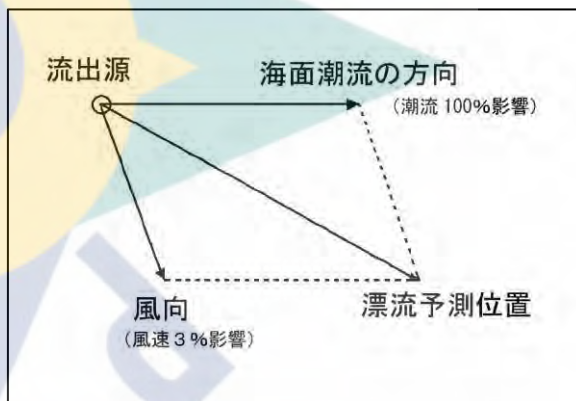 流出源
海面潮流の方向
（潮流 100％影響）
風向
（風速３％影響）
漂流予測位置